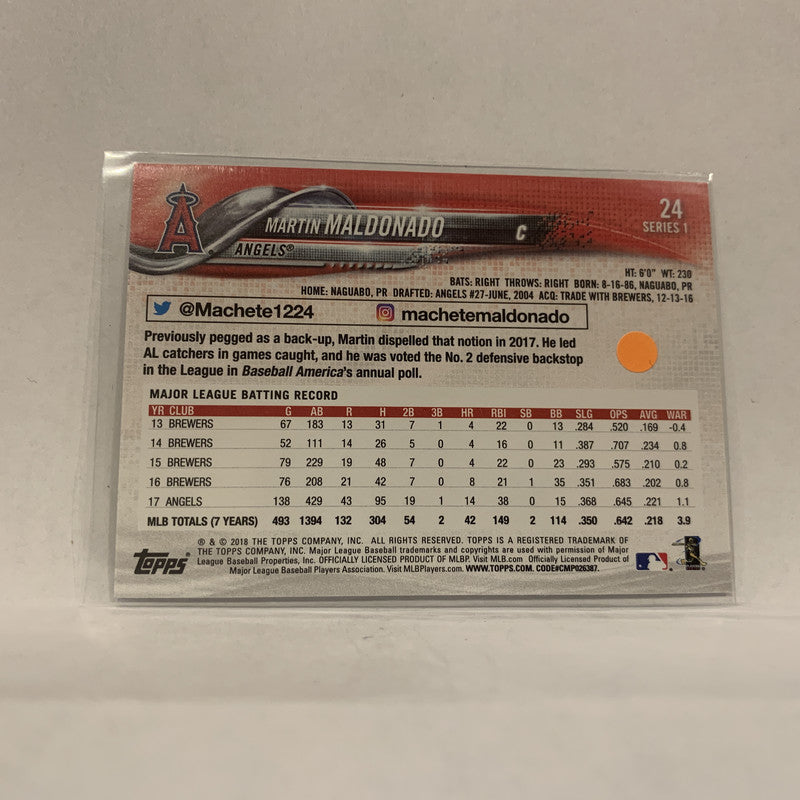 A
MARTIN MALDONADO
C
24
SERIES 1
ANGELS®
HT: 6'0" WT: 230
BATS: RIGHT THROWS: RIGHT BORN: 8-16-86, NAGUABO, PR
HOME: NAGUABO, PR DRAFTED: ANGELS #27-JUNE, 2004 ACQ: TRADE WITH BREWERS, 12-13-16
@Machete1224 machetemaldonado
Previously pegged as a back-up, Martin dispelled that notion in 2017. He led
AL catchers in games caught, and he was voted the No. 2 defensive backstop
in the League in Baseball America's annual poll.
MAJOR LEAGUE BATTING RECORD
YR CLUB G AB R H 2B 3B HR RBI SB BB SLG OPS AVG WAR
13 BREWERS 67 183 13 31 7 1 4 22 0 13 .284 .520 .169 -0.4
14 BREWERS 52 111 14 26 5 0 4 16 0 11 .387 .707 .234 0.8
15 BREWERS 79 229 19 48 7 0 4 22 0 23 .293 .575 .210 0.2
16 BREWERS 76 208 21 42 7 0 8 21 1 35 .351 .683 .202 0.8
17 ANGELS 138 429 43 95 19 1 14 38 0 15 .368 .645 .221 1.1
MLB TOTALS (7 YEARS) 493 1394 132 304 54 2 42 149 2 114 .350 .642 .218 3.9
® & © 2018 THE TOPPS COMPANY, INC. ALL RIGHTS RESERVED. TOPPS IS A REGISTERED TRADEMARK OF
THE TOPPS COMPANY, INC. Major League Baseball trademarks and copyrights are used with permission of Major
League Baseball Properties, Inc. OFFICIALLY LICENSED PRODUCT OF MLBP. Visit MLB.com Officially Licensed Product of
Major League Baseball Players Association. Visit MLBPlayers.com. WWW.TOPPS.COM. CODE#CMP026387.
TOPPS®